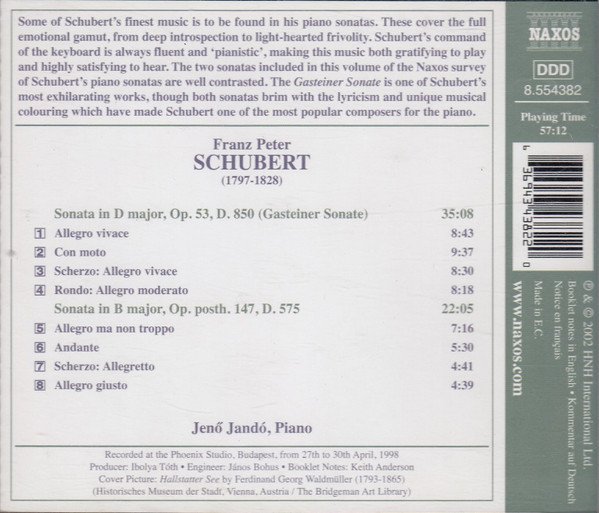 Some of Schubert's finest music is to be found in his piano sonatas. These cover the full
emotional gamut, from deep introspection to light-hearted frivolity. Schubert's command
of the keyboard is always fluent and 'pianistic', making this music both gratifying to play
and highly satisfying to hear. The two sonatas included in this volume of the Naxos survey
of Schubert's piano sonatas are well contrasted. The Gasteiner Sonate is one of Schubert's
most exhilarating works, though both sonatas brim with the lyricism and unique musical
colouring which have made Schubert one of the most popular composers for the piano.
Franz Peter
SCHUBERT
(1797-1828)
Sonata in D major, Op. 53, D. 850 (Gasteiner Sonate) 35:08
1 Allegro vivace 8:43
2 Con moto 9:37
3 Scherzo: Allegro vivace 8:30
4 Rondo: Allegro moderato 8:18
Sonata in B major, Op. posth. 147, D. 575 22:05
5 Allegro ma non troppo 7:16
6 Andante 5:30
7 Scherzo: Allegretto 4:41
8 Allegro giusto 4:39
Jenő Jandó, Piano
Recorded at the Phoenix Studio, Budapest, from 27th to 30th April, 1998
Producer: Ibolya Tóth • Engineer: János Bohus • Booklet Notes: Keith Anderson
Cover Picture: Hallstatter See by Ferdinand Georg Waldmüller (1793-1865)
(Historisches Museum der Stadt, Vienna, Austria / The Bridgeman Art Library)
NAXOS
DDD
8.554382
Playing Time
57:12
6 36943 43822 0
℗ & © 2002 HNH International Ltd.
Booklet notes in English • Kommentar auf Deutsch
Notice en français
Made in E.C.
www.naxos.com